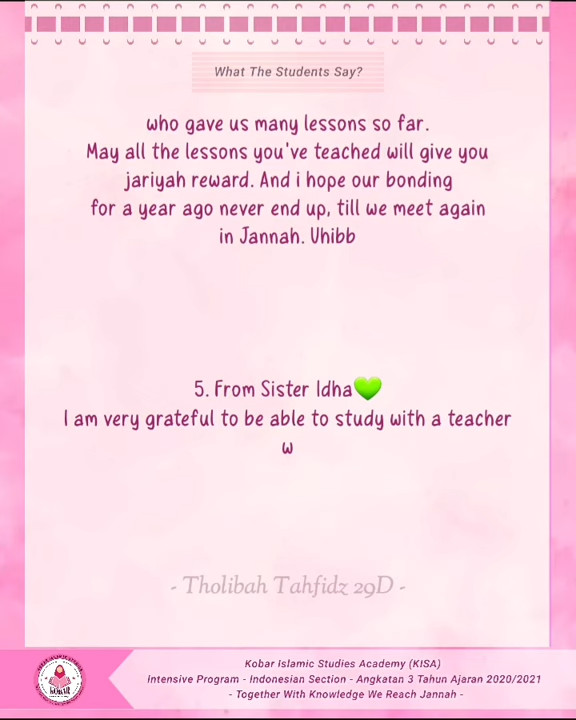 What The Students Say?
who gave us many lessons so far.
May all the lessons you've teached will give you
jariyah reward. And i hope our bonding
for a year ago never end up, till we meet again
in Jannah. Uhibb
5. From Sister Idha💚
I am very grateful to be able to study with a teacher
w
- Tholibah Tahfidz 29D -
Kobar Islamic Studies Academy (KISA)
Intensive Program - Indonesian Section - Angkatan 3 Tahun Ajaran 2020/2021
- Together With Knowledge We Reach Jannah -
KOBAR